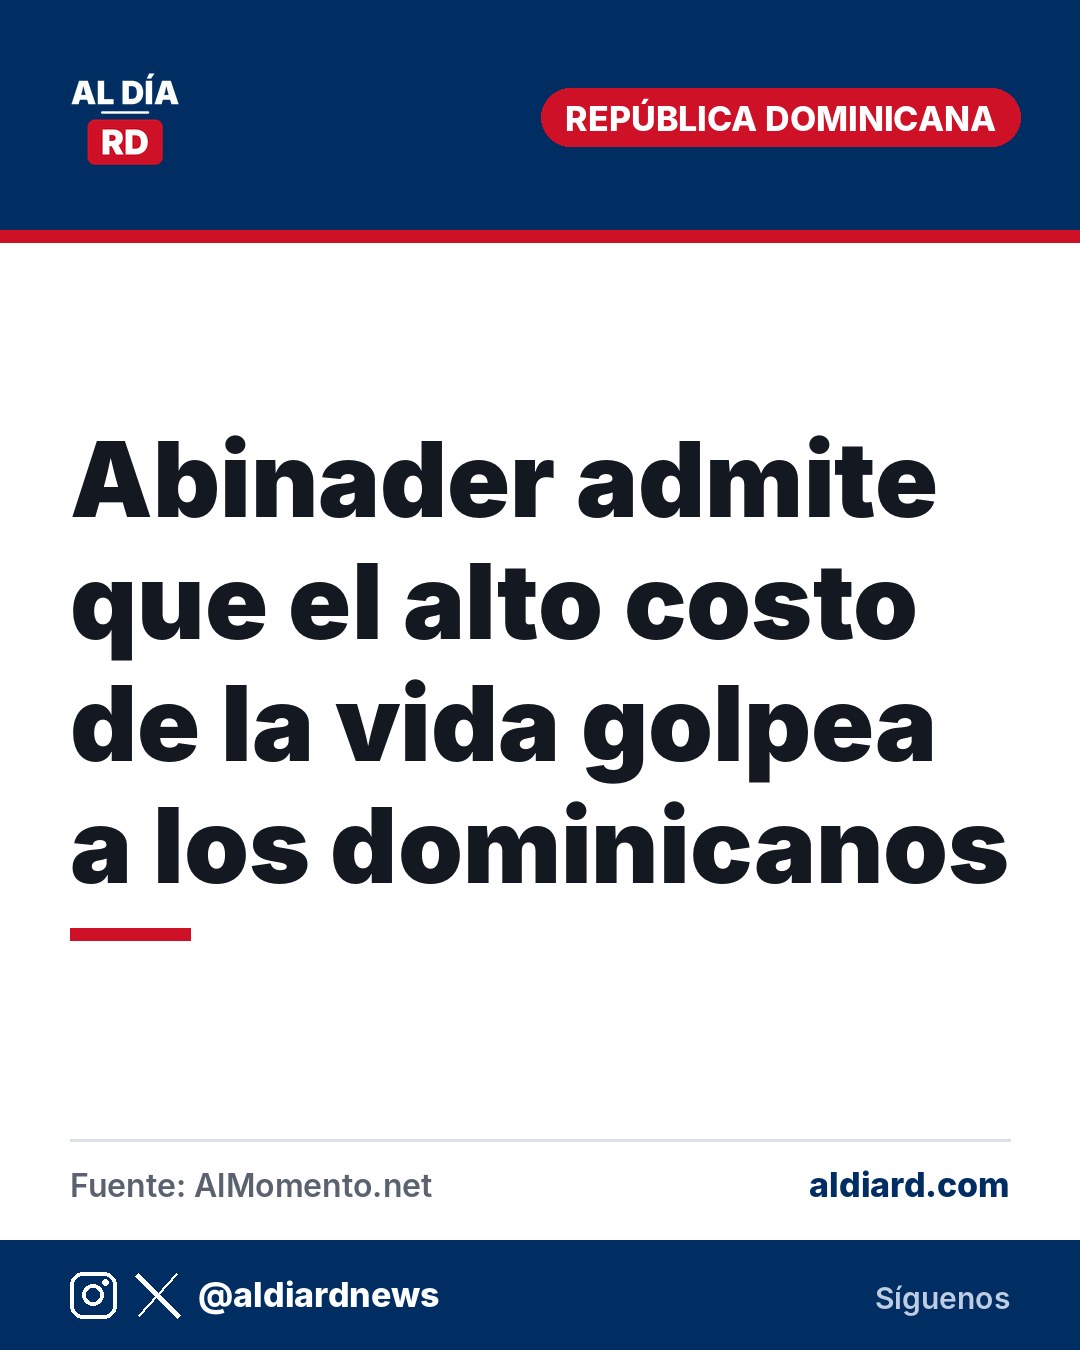 AL DÍA
RD
REPÚBLICA DOMINICANA
Abinader admite
que el alto costo
de la vida golpea
a los dominicanos
Fuente: AlMomento.net
aldiard.com
@aldiardnews
Síguenos